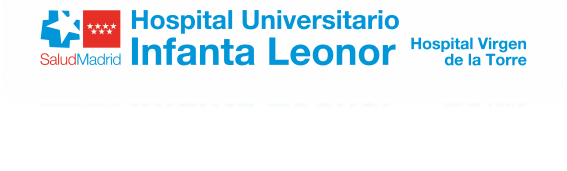 SaludMadrid
Hospital Universitario
Infanta Leonor
Hospital Virgen
de la Torre